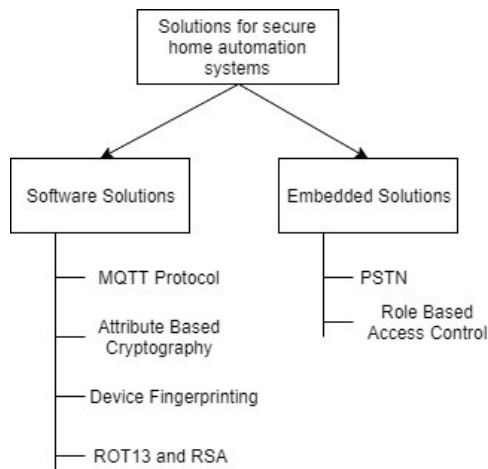 Solutions for secure
home automation
systems
Software Solutions
Embedded Solutions
MQTT Protocol
Attribute Based
Cryptography
Device Fingerprinting
ROT13 and RSA
PSTN
Role Based
Access Control